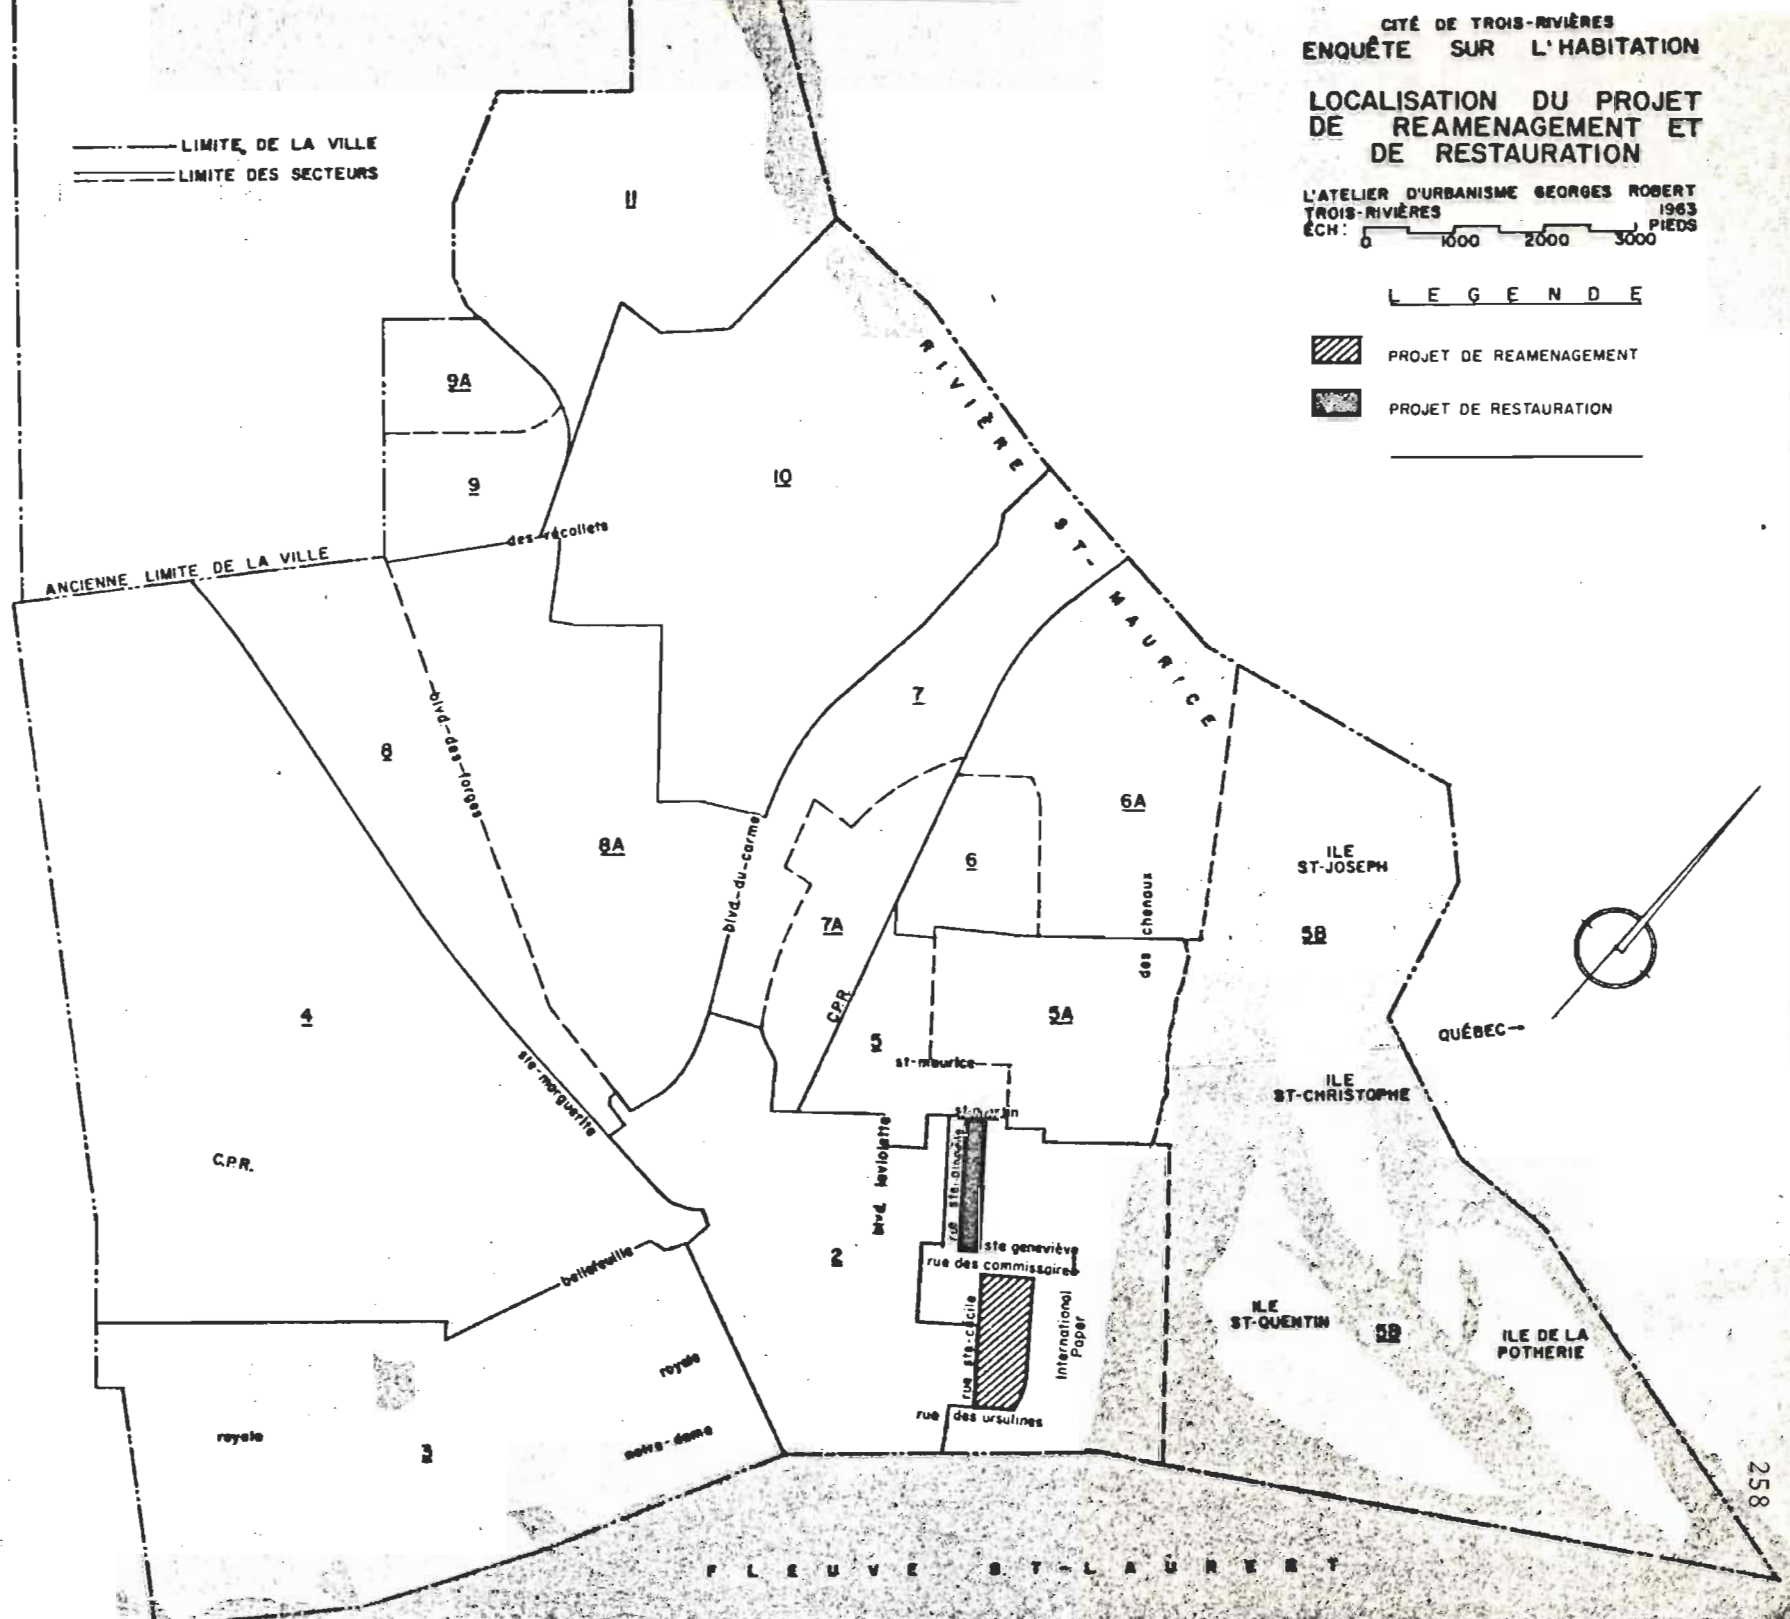 CITÉ DE TROIS-RIVIÈRES
ENQUÊTE SUR L'HABITATION
LOCALISATION DU PROJET
DE REAMENAGEMENT ET
DE RESTAURATION
L'ATELIER D'URBANISME GEORGES ROBERT
TROIS-RIVIÈRES 1963
ÉCH: 0 1000 2000 3000 PIEDS
LEGENDE
PROJET DE REAMENAGEMENT
PROJET DE RESTAURATION
LIMITE DE LA VILLE
LIMITE DES SECTEURS
11
9A
9
10
des-récollets
ANCIENNE LIMITE DE LA VILLE
RIVIÈRE ST-MAURICE
7
8
blvd-des-forges
8A
blvd-du-carme
6A
6
7A
des chenaux
ILE
ST-JOSEPH
5B
4
C.P.R.
5
5A
st-maurice
QUÉBEC
ste-marguerite
ILE
ST-CHRISTOPHE
st-martin
C.P.R.
blvd. laviolette
rue
2
ste geneviève
rue des commissaires
bellefeuille
rue ste-cécile
International
Paper
ILE
ST-QUENTIN
5B
ILE DE LA
POTHERIE
royale
royale
3
notre-dame
rue des ursulines
FLEUVE ST-LAURENT
258